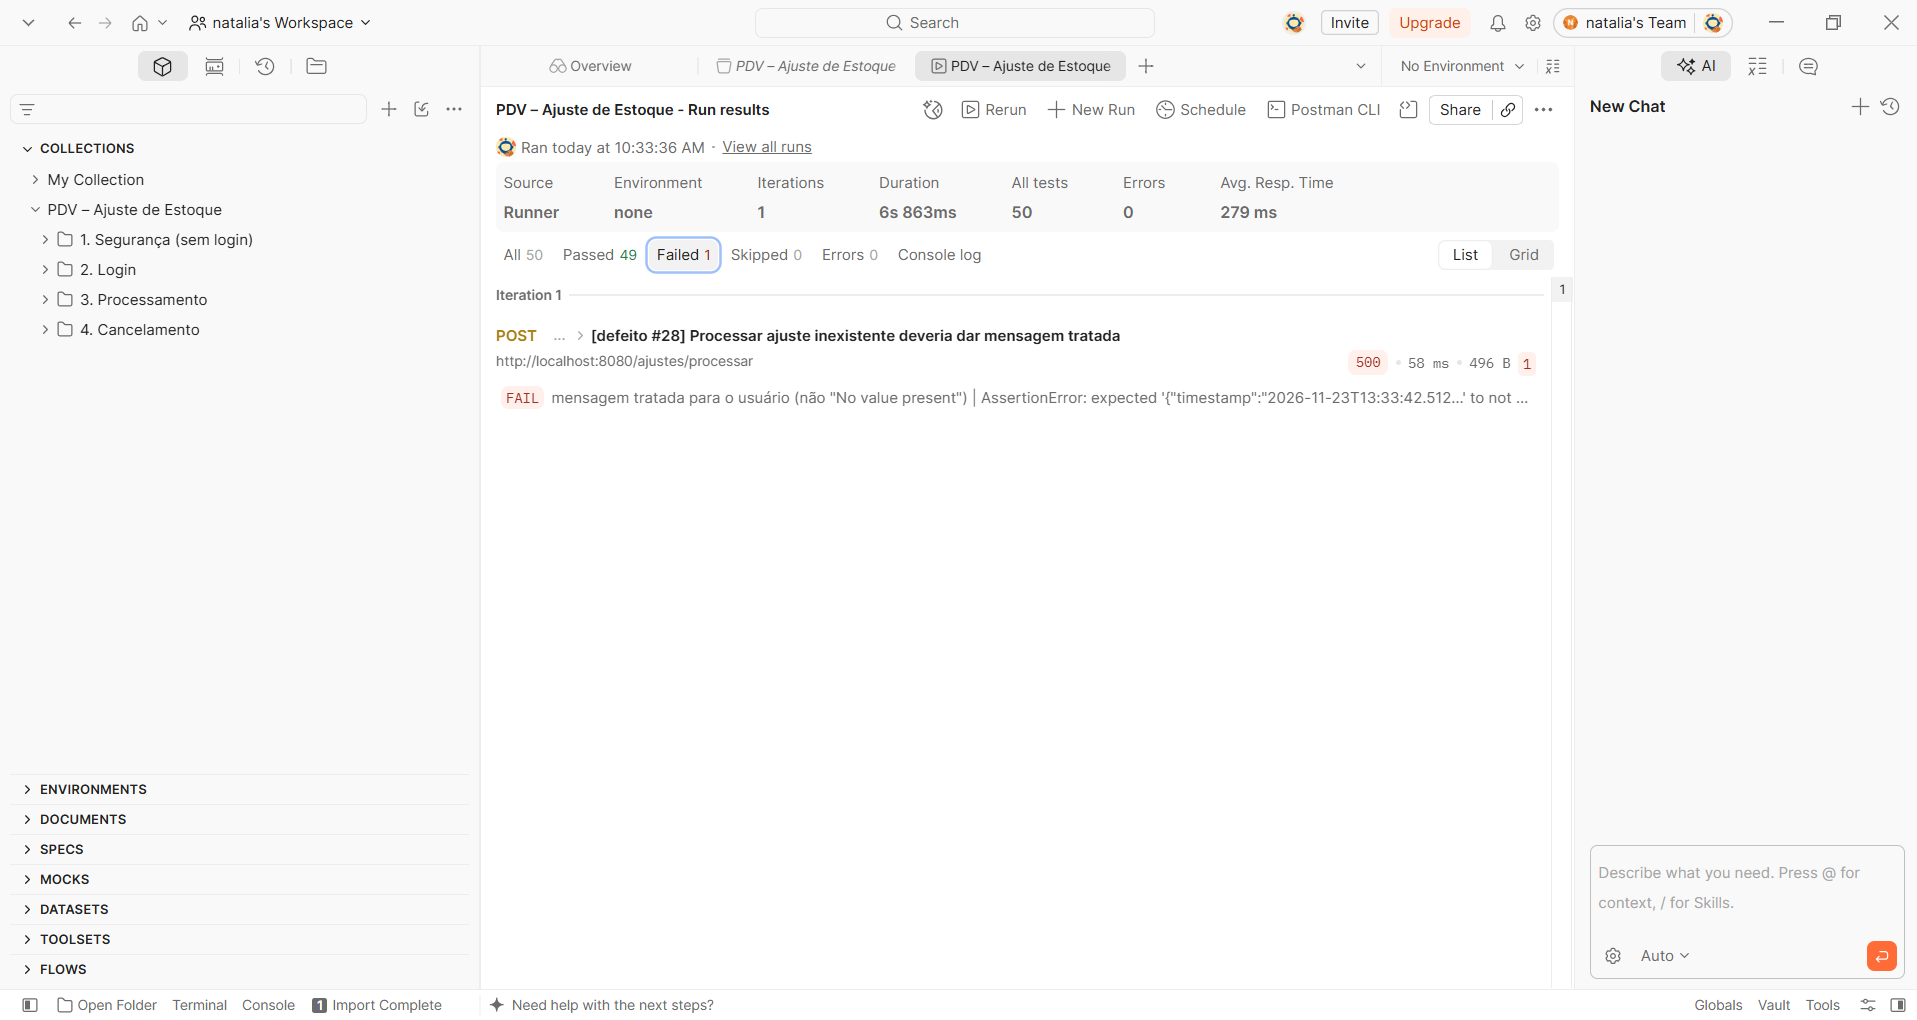 natalia's Workspace
Search
Invite
Upgrade
natalia's Team
Overview
PDV – Ajuste de Estoque
PDV – Ajuste de Estoque
No Environment
AI
COLLECTIONS
My Collection
PDV – Ajuste de Estoque
1. Segurança (sem login)
2. Login
3. Processamento
4. Cancelamento
ENVIRONMENTS
DOCUMENTS
SPECS
MOCKS
DATASETS
TOOLSETS
FLOWS
PDV – Ajuste de Estoque - Run results
Rerun
New Run
Schedule
Postman CLI
Share
Ran today at 10:33:36 AM · View all runs
Source Environment Iterations Duration All tests Errors Avg. Resp. Time
Runner none 1 6s 863ms 50 0 279 ms
All 50 Passed 49 Failed 1 Skipped 0 Errors 0 Console log
List Grid
Iteration 1
1
POST ... > [defeito #28] Processar ajuste inexistente deveria dar mensagem tratada
http://localhost:8080/ajustes/processar
500 • 58 ms • 496 B 1
FAIL mensagem tratada para o usuário (não "No value present") | AssertionError: expected '{"timestamp":"2026-11-23T13:33:42.512...' to not ...
New Chat
Describe what you need. Press @ for
context, / for Skills.
Auto
Open Folder Terminal Console 1 Import Complete
Need help with the next steps?
Globals Vault Tools